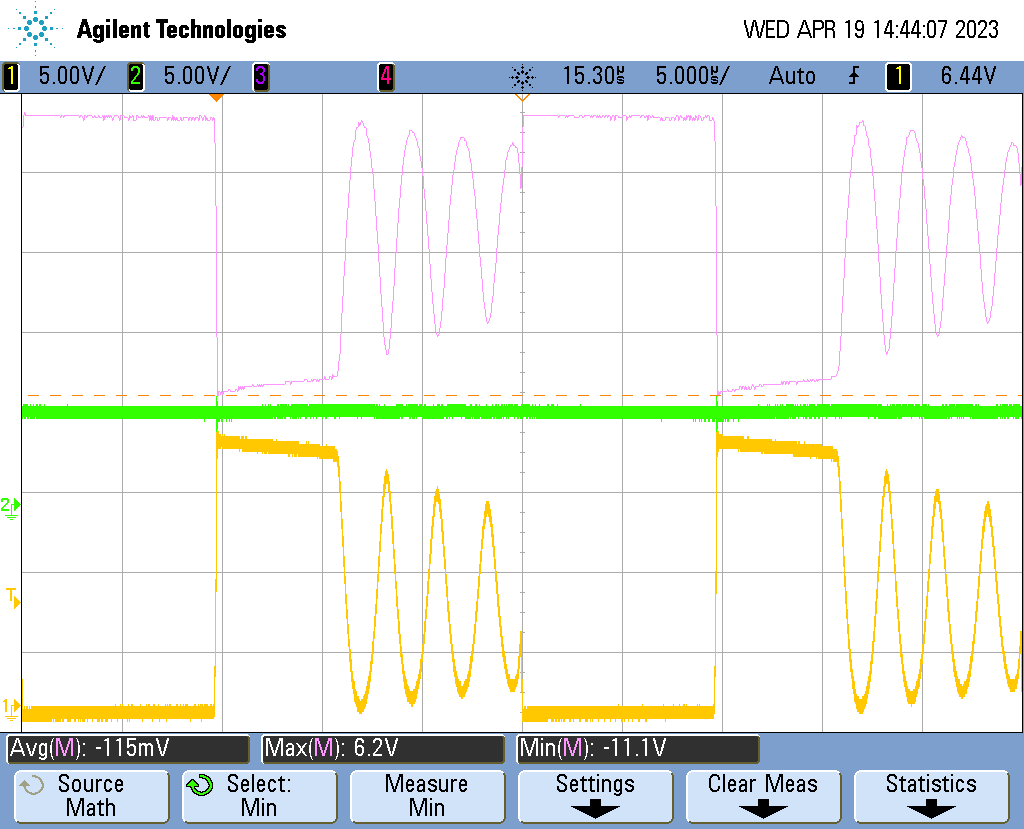 Agilent Technologies
WED APR 19 14:44:07 2023
1 5.00V/ 2 5.00V/ 3 4 15.30µs 5.000µs/ Auto 1 6.44V
2
T
1
Avg(M): -115mV Max(M): 6.2V Min(M): -11.1V
Source Math
Select: Min
Measure Min
Settings
Clear Meas
Statistics